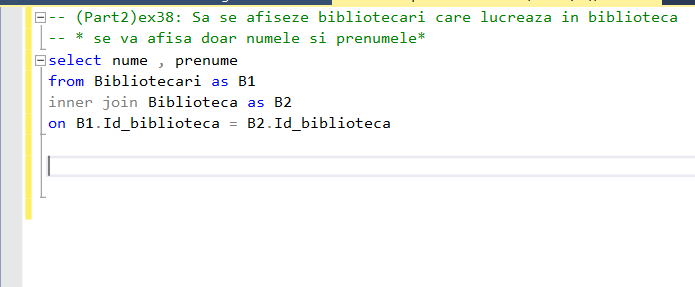 -- (Part2)ex38: Sa se afiseze bibliotecari care lucreaza in biblioteca
-- * se va afisa doar numele si prenumele*
select nume , prenume
from Bibliotecari as B1
inner join Biblioteca as B2
on B1.Id_biblioteca = B2.Id_biblioteca